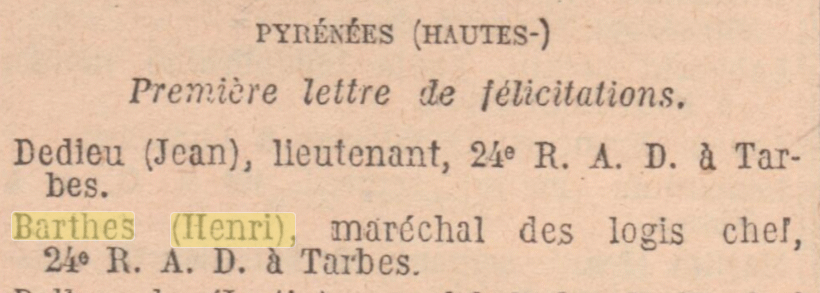 PYRÉNÉES (HAUTES-)
Première lettre de félicitations.
Dedieu (Jean), lieutenant, 24e R. A. D. à Tar-
bes.
Barthes (Henri), maréchal des logis chef,
24e R. A. D. à Tarbes.